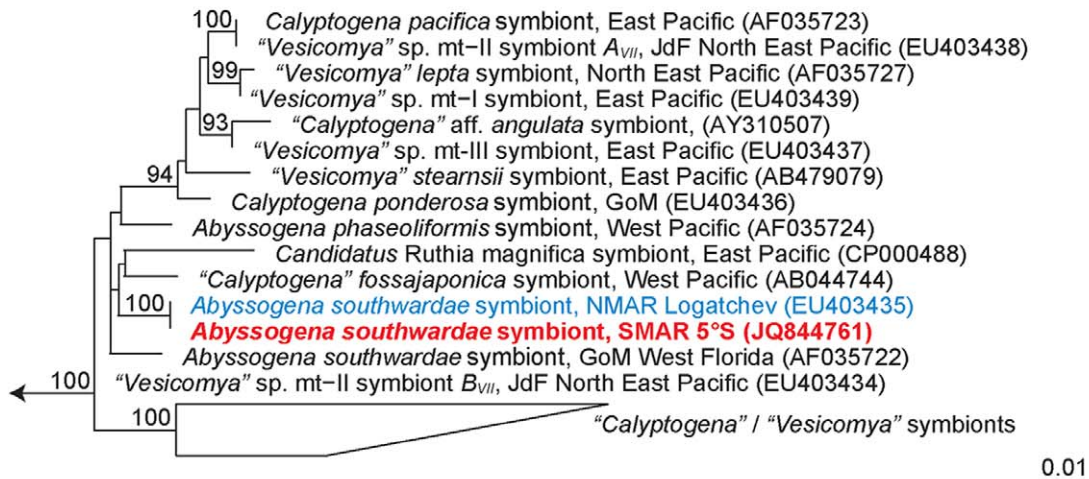 100 Calyptogena pacifica symbiont, East Pacific (AF035723)
“Vesicomya” sp. mt−II symbiont AVII, JdF North East Pacific (EU403438)
99 “Vesicomya” lepta symbiont, North East Pacific (AF035727)
“Vesicomya” sp. mt−I symbiont, East Pacific (EU403439)
93 “Calyptogena” aff. angulata symbiont, (AY310507)
“Vesicomya” sp. mt-III symbiont, East Pacific (EU403437)
94 “Vesicomya” stearnsii symbiont, East Pacific (AB479079)
Calyptogena ponderosa symbiont, GoM (EU403436)
Abyssogena phaseoliformis symbiont, West Pacific (AF035724)
Candidatus Ruthia magnifica symbiont, East Pacific (CP000488)
“Calyptogena” fossajaponica symbiont, West Pacific (AB044744)
100 Abyssogena southwardae symbiont, NMAR Logatchev (EU403435)
Abyssogena southwardae symbiont, SMAR 5°S (JQ844761)
Abyssogena southwardae symbiont, GoM West Florida (AF035722)
100 “Vesicomya” sp. mt−II symbiont BVII, JdF North East Pacific (EU403434)
100 “Calyptogena” / “Vesicomya” symbionts
0.01